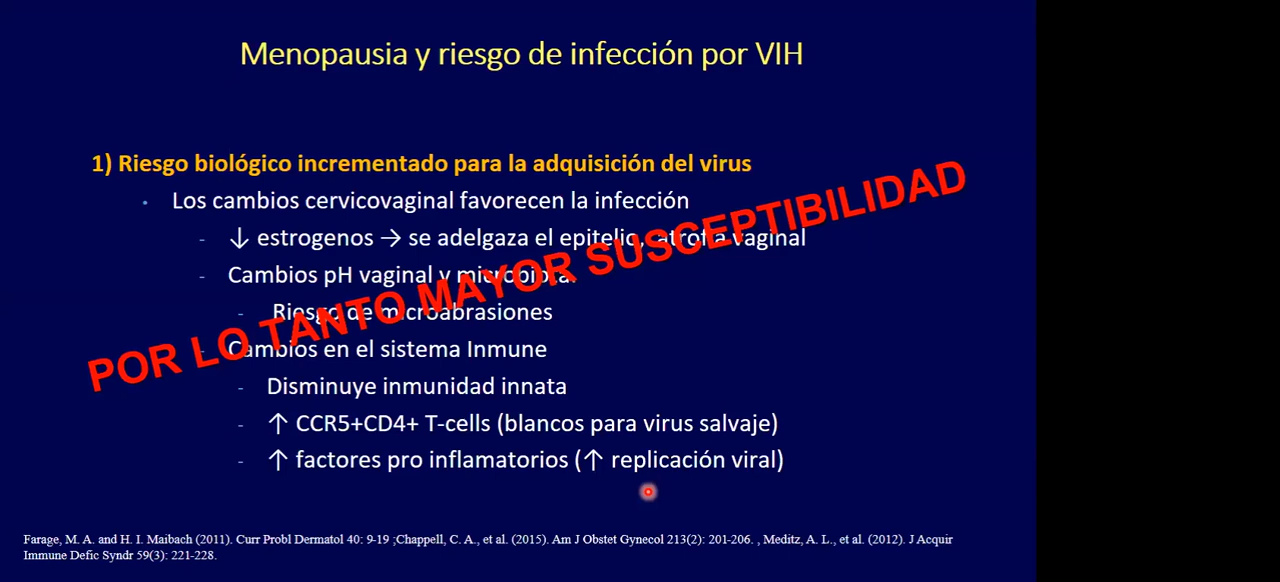 Menopausia y riesgo de infección por VIH
1) Riesgo biológico incrementado para la adquisición del virus
Los cambios cervicovaginal favorecen la infección
- ↓ estrogenos → se adelgaza el epitelio, atrofia vaginal
- Cambios pH vaginal y microbiota.
- Riesgo de microabrasiones
- Cambios en el sistema Inmune
- Disminuye inmunidad innata
- ↑ CCR5+CD4+ T-cells (blancos para virus salvaje)
- ↑ factores pro inflamatorios (↑ replicación viral)
POR LO TANTO MAYOR SUSCEPTIBILIDAD
Farage, M. A. and H. I. Maibach (2011). Curr Probl Dermatol 40: 9-19 ;Chappell, C. A., et al. (2015). Am J Obstet Gynecol 213(2): 201-206. , Meditz, A. L., et al. (2012). J Acquir
Immune Defic Syndr 59(3): 221-228.